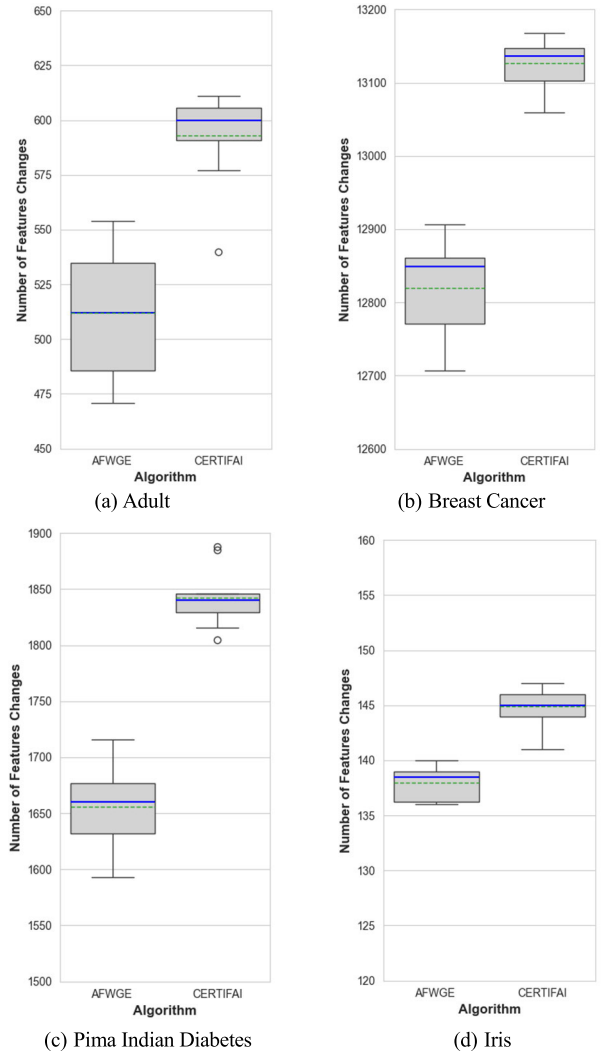 650
625
600
575
550
525
500
475
450
Number of Features Changes
AFWGE CERTIFAI
Algorithm
(a) Adult
13200
13100
13000
12900
12800
12700
12600
Number of Features Changes
AFWGE CERTIFAI
Algorithm
(b) Breast Cancer
1900
1850
1800
1750
1700
1650
1600
1550
1500
Number of Features Changes
AFWGE CERTIFAI
Algorithm
(c) Pima Indian Diabetes
160
155
150
145
140
135
130
125
120
Number of Features Changes
AFWGE CERTIFAI
Algorithm
(d) Iris